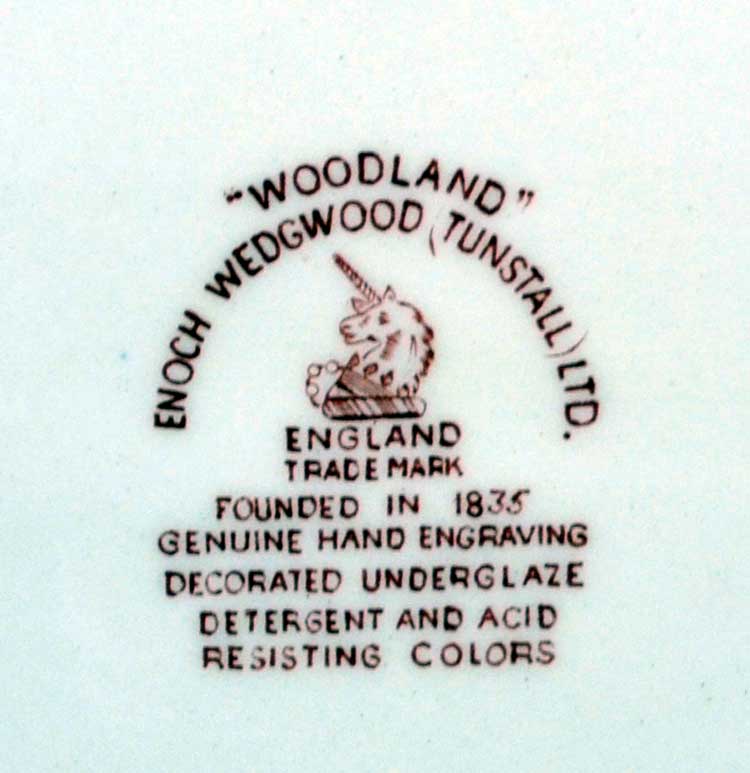 "WOODLAND"
ENOCH WEDGWOOD (TUNSTALL) LTD.
ENGLAND
TRADE MARK
FOUNDED IN 1835
GENUINE HAND ENGRAVING
DECORATED UNDERGLAZE
DETERGENT AND ACID
RESISTING COLORS